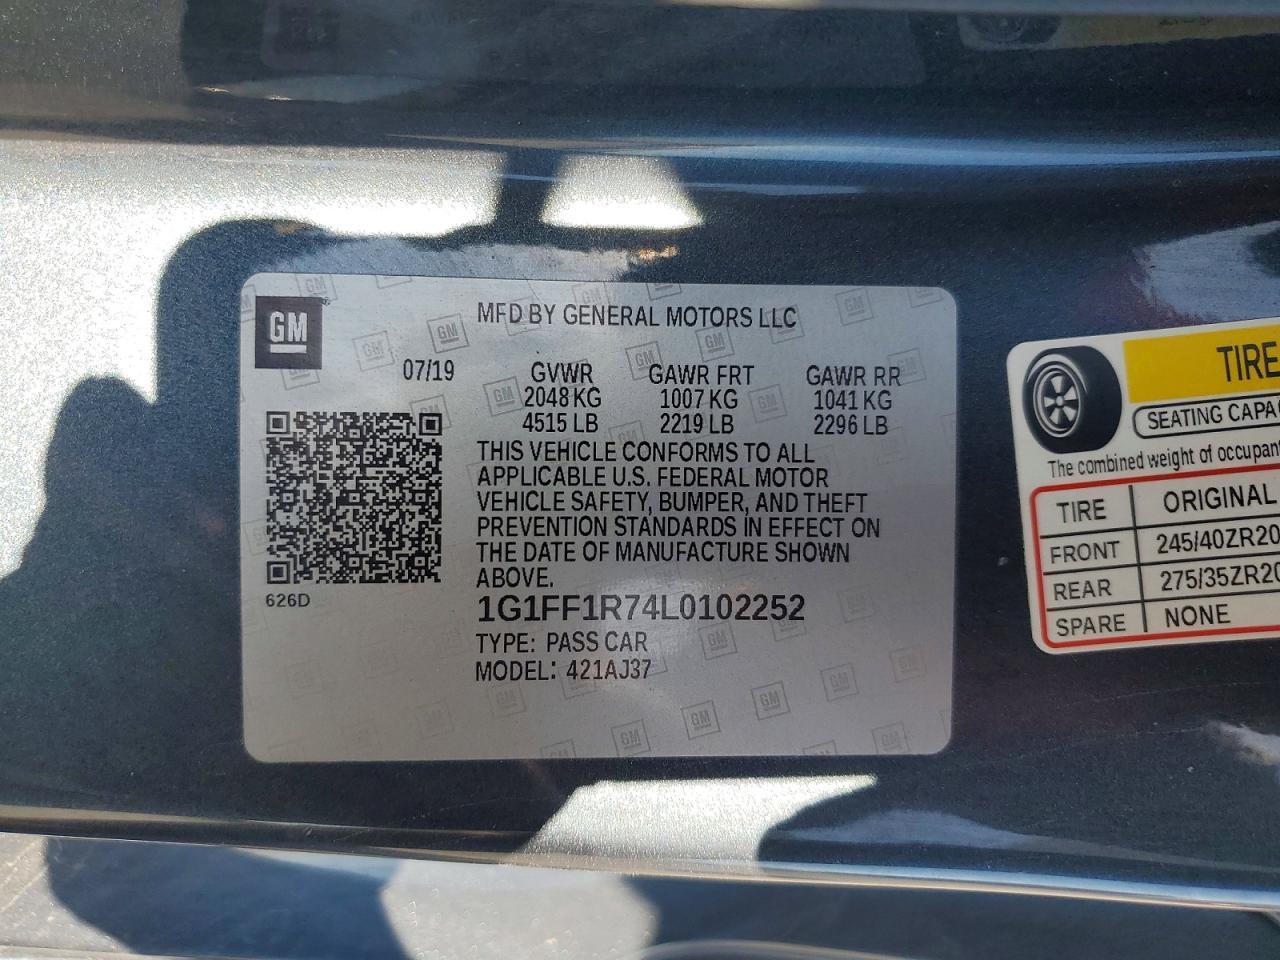 GM
MFD BY GENERAL MOTORS LLC
07/19 GVWR GAWR FRT GAWR RR
2048 KG 1007 KG 1041 KG
4515 LB 2219 LB 2296 LB
THIS VEHICLE CONFORMS TO ALL
APPLICABLE U.S. FEDERAL MOTOR
VEHICLE SAFETY, BUMPER, AND THEFT
PREVENTION STANDARDS IN EFFECT ON
THE DATE OF MANUFACTURE SHOWN
ABOVE.
626D
1G1FF1R74L0102252
TYPE: PASS CAR
MODEL: 421AJ37
TIRE
SEATING CAPA
The combined weight of occupant
TIRE ORIGINAL
FRONT 245/40ZR20
REAR 275/35ZR20
SPARE NONE